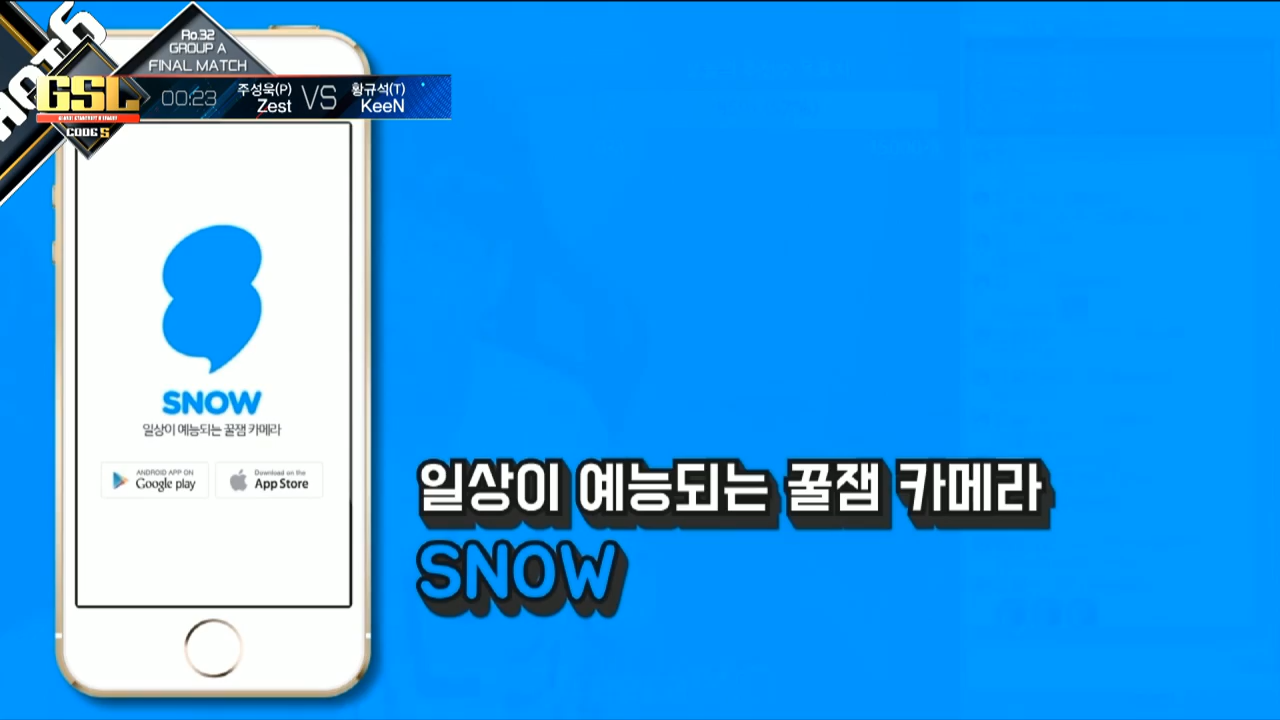 Ro.32
GROUP A
FINAL MATCH
GSL
CODE S
00:23
주성욱(P)
Zest
VS
황규석(T)
KeeN
SNOW
일상이 예능되는 꿀잼 카메라
ANDROID APP ON
Google play
Download on the
App Store
일상이 예능되는 꿀잼 카메라
SNOW